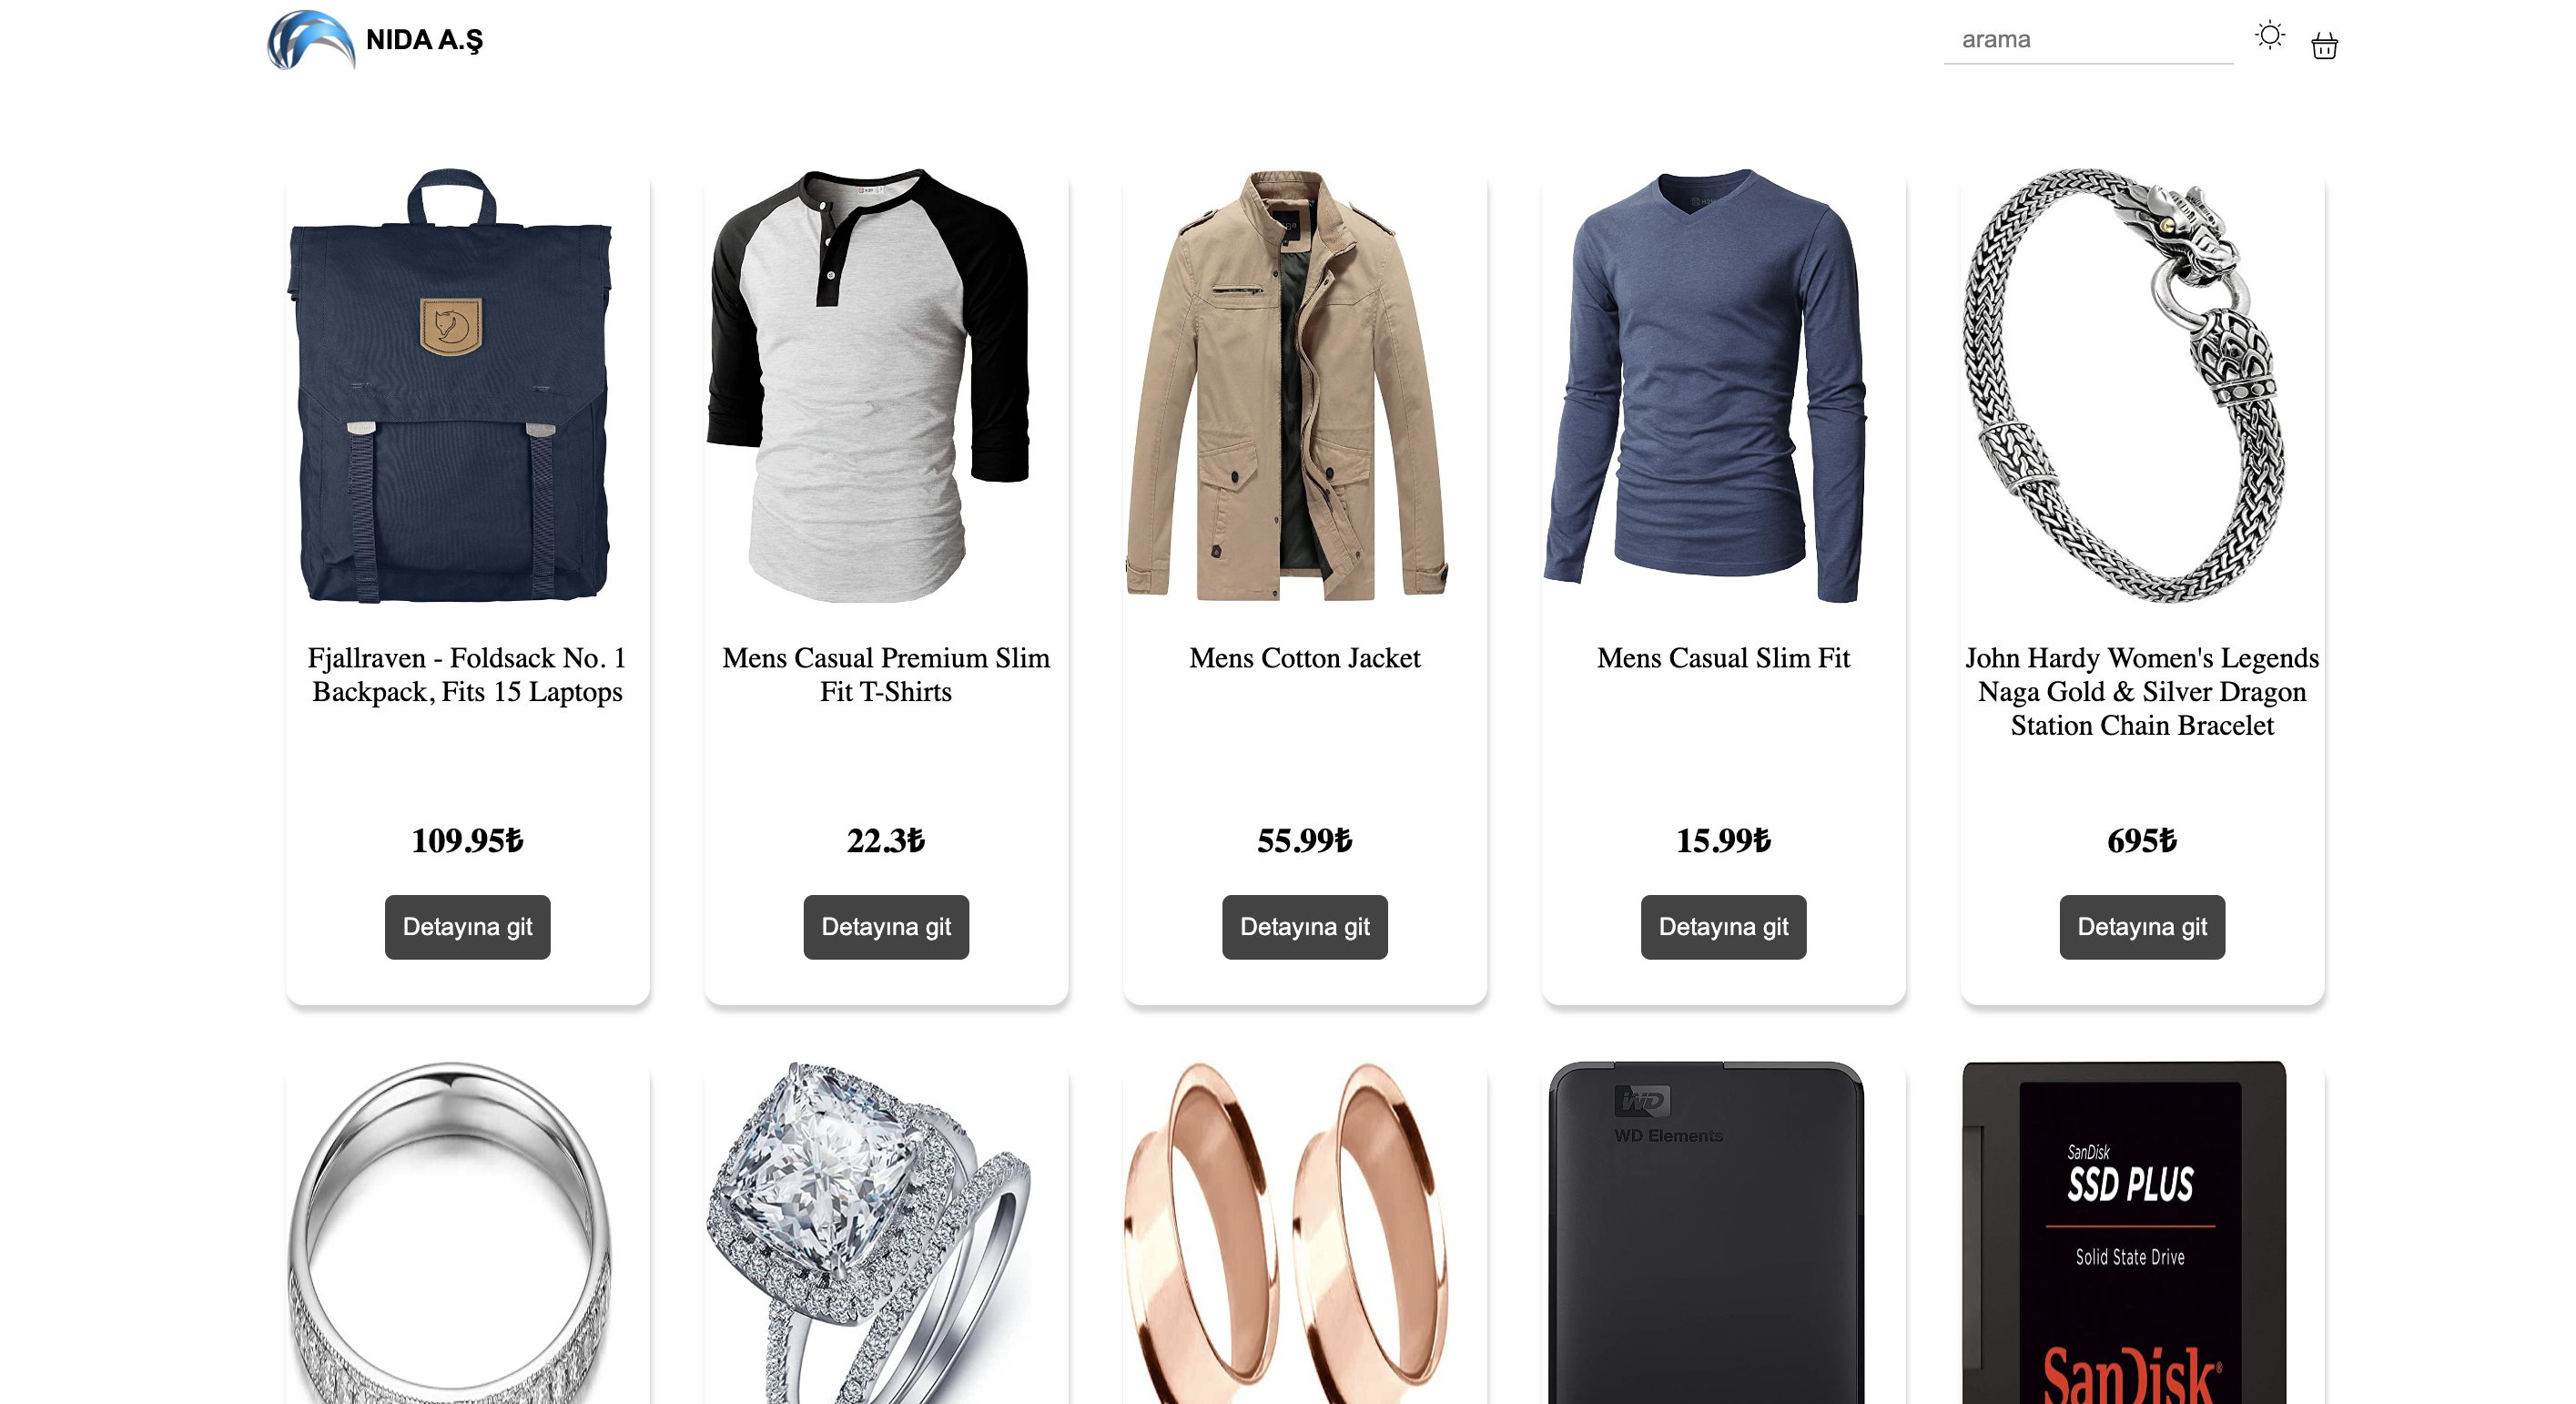 NIDA A.Ş
arama
Fjallraven - Foldsack No. 1
Backpack, Fits 15 Laptops
109.95₺
Detayına git
Mens Casual Premium Slim
Fit T-Shirts
22.3₺
Detayına git
Mens Cotton Jacket
55.99₺
Detayına git
Mens Casual Slim Fit
15.99₺
Detayına git
John Hardy Women's Legends
Naga Gold & Silver Dragon
Station Chain Bracelet
695₺
Detayına git
WD
WD Elements
SanDisk
SSD PLUS
Solid State Drive
SanDisk®